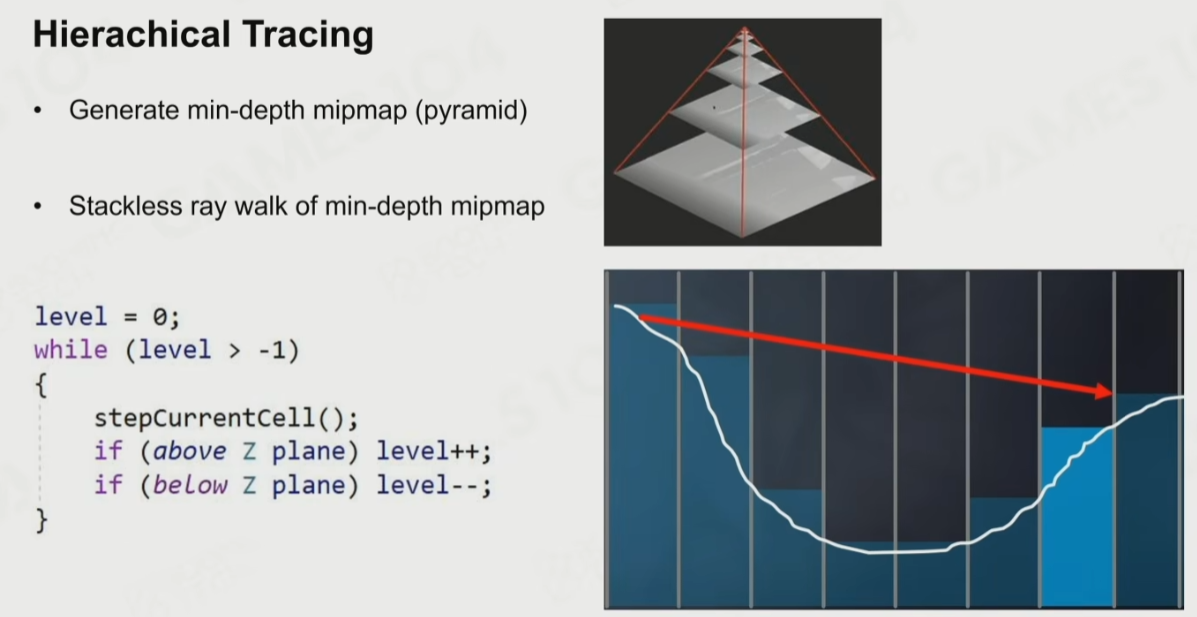 Hierachical Tracing
• Generate min-depth mipmap (pyramid)
• Stackless ray walk of min-depth mipmap
level = 0;
while (level > -1)
{
stepCurrentCell();
if (above Z plane) level++;
if (below Z plane) level--;
}